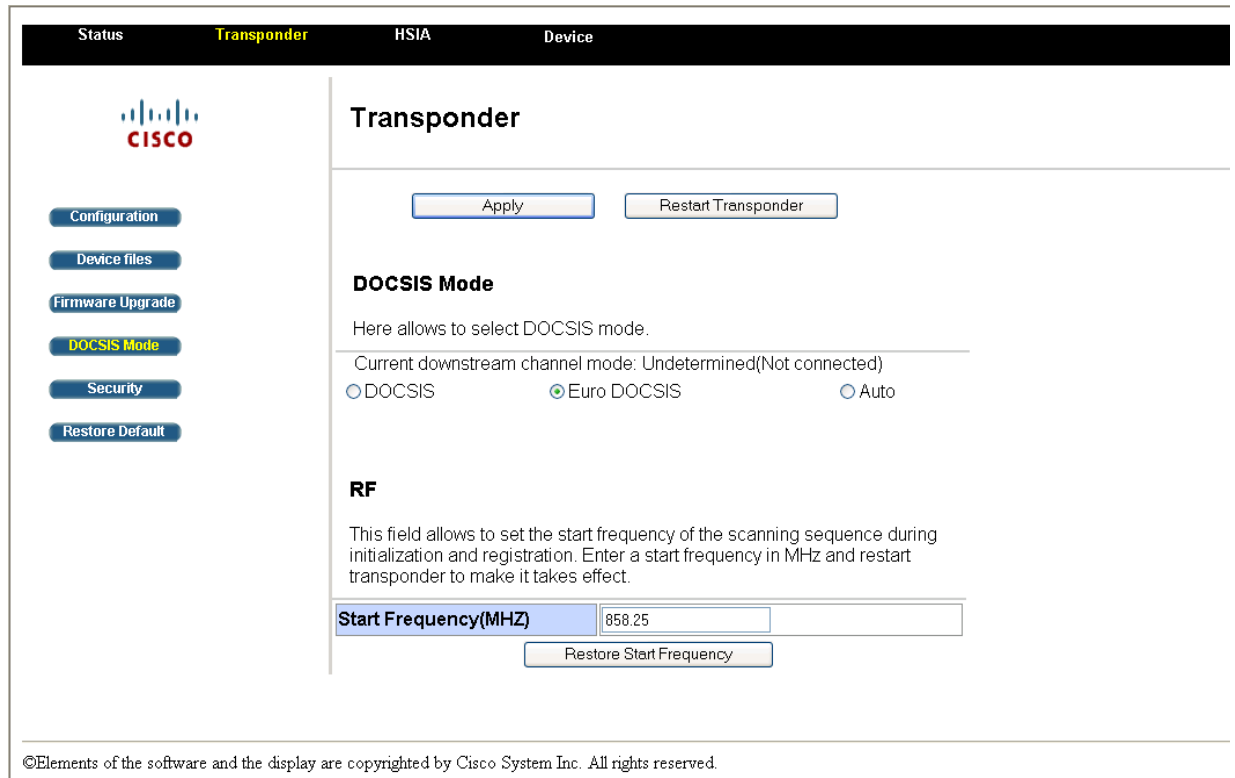 Status Transponder HSIA Device
CISCO
Transponder
Configuration
Device files
Firmware Upgrade
DOCSIS Mode
Security
Restore Default
Apply Restart Transponder
DOCSIS Mode
Here allows to select DOCSIS mode.
Current downstream channel mode: Undetermined(Not connected)
DOCSIS Euro DOCSIS Auto
RF
This field allows to set the start frequency of the scanning sequence during
initialization and registration. Enter a start frequency in MHz and restart
transponder to make it takes effect.
Start Frequency(MHZ) 858.25
Restore Start Frequency
©Elements of the software and the display are copyrighted by Cisco System Inc. All rights reserved.